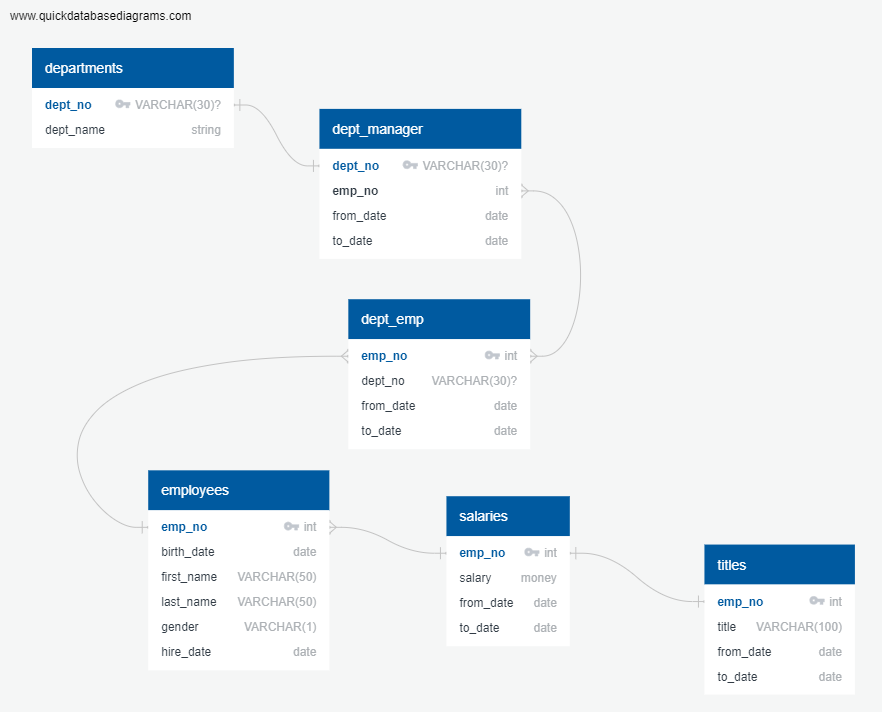 www.quickdatabasediagrams.com
departments
dept_no VARCHAR(30)?
dept_name string
dept_manager
dept_no VARCHAR(30)?
emp_no int
from_date date
to_date date
dept_emp
emp_no int
dept_no VARCHAR(30)?
from_date date
to_date date
employees
emp_no int
birth_date date
first_name VARCHAR(50)
last_name VARCHAR(50)
gender VARCHAR(1)
hire_date date
salaries
emp_no int
salary money
from_date date
to_date date
titles
emp_no int
title VARCHAR(100)
from_date date
to_date date